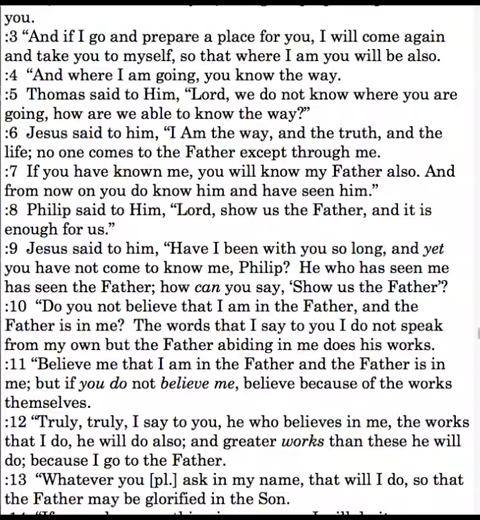 you.
:3 “And if I go and prepare a place for you, I will come again
and take you to myself, so that where I am you will be also.
:4  “And where I am going, you know the way.
:5  Thomas said to Him, “Lord, we do not know where you are
going, how are we able to know the way?”
:6  Jesus said to him, “I Am the way, and the truth, and the
life; no one comes to the Father except through me.
:7  If you have known me, you will know my Father also. And
from now on you do know him and have seen him.”
:8  Philip said to Him, “Lord, show us the Father, and it is
enough for us.”
:9  Jesus said to him, “Have I been with you so long, and yet
you have not come to know me, Philip?  He who has seen me
has seen the Father; how can you say, ‘Show us the Father’?
:10  “Do you not believe that I am in the Father, and the
Father is in me?  The words that I say to you I do not speak
from my own but the Father abiding in me does his works.
:11 “Believe me that I am in the Father and the Father is in
me; but if you do not believe me, believe because of the works
themselves.
:12 “Truly, truly, I say to you, he who believes in me, the works
that I do, he will do also; and greater works than these he will
do; because I go to the Father.
:13  “Whatever you [pl.] ask in my name, that will I do, so that
the Father may be glorified in the Son.